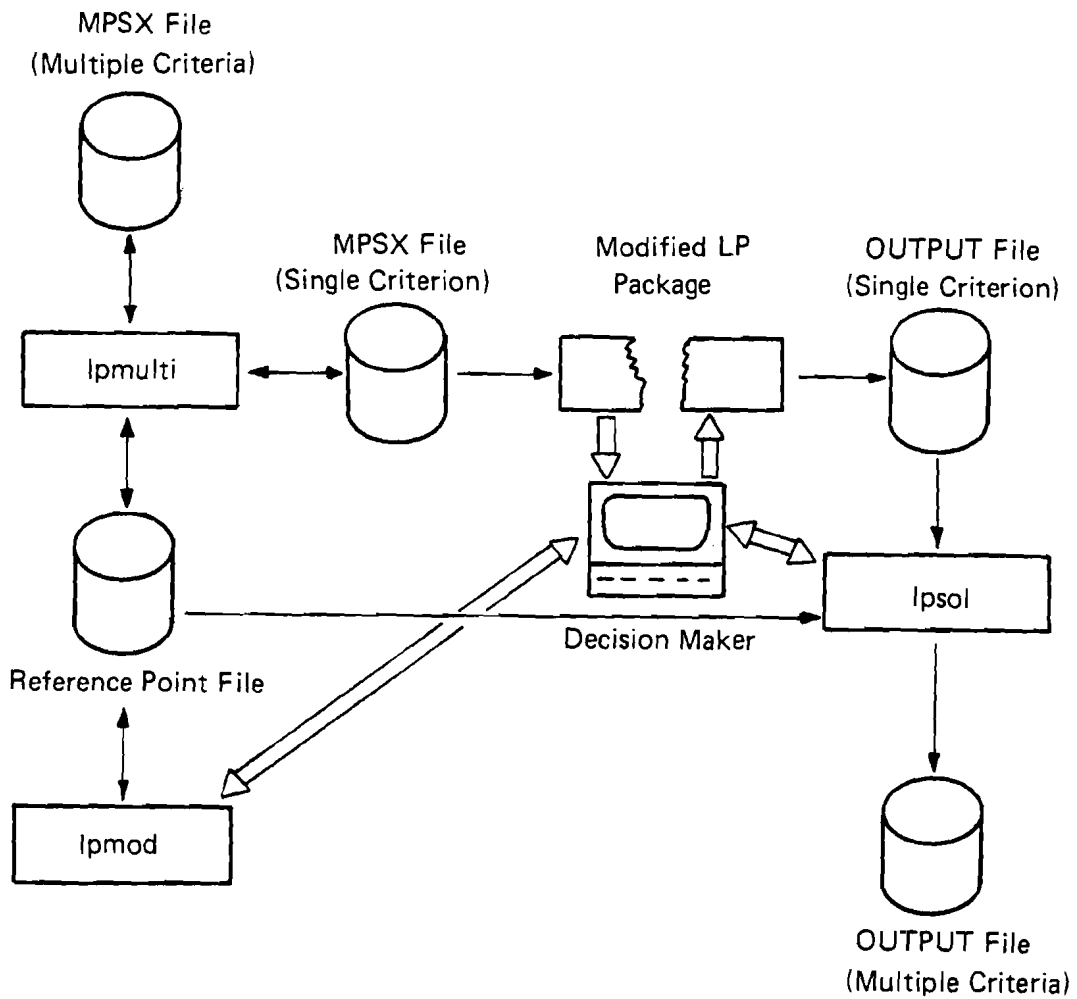 MPSX File
(Multiple Criteria)
MPSX File
(Single Criterion)
Modified LP
Package
OUTPUT File
(Single Criterion)
lpmulti
lpsol
Decision Maker
Reference Point File
lpmod
OUTPUT File
(Multiple Criteria)